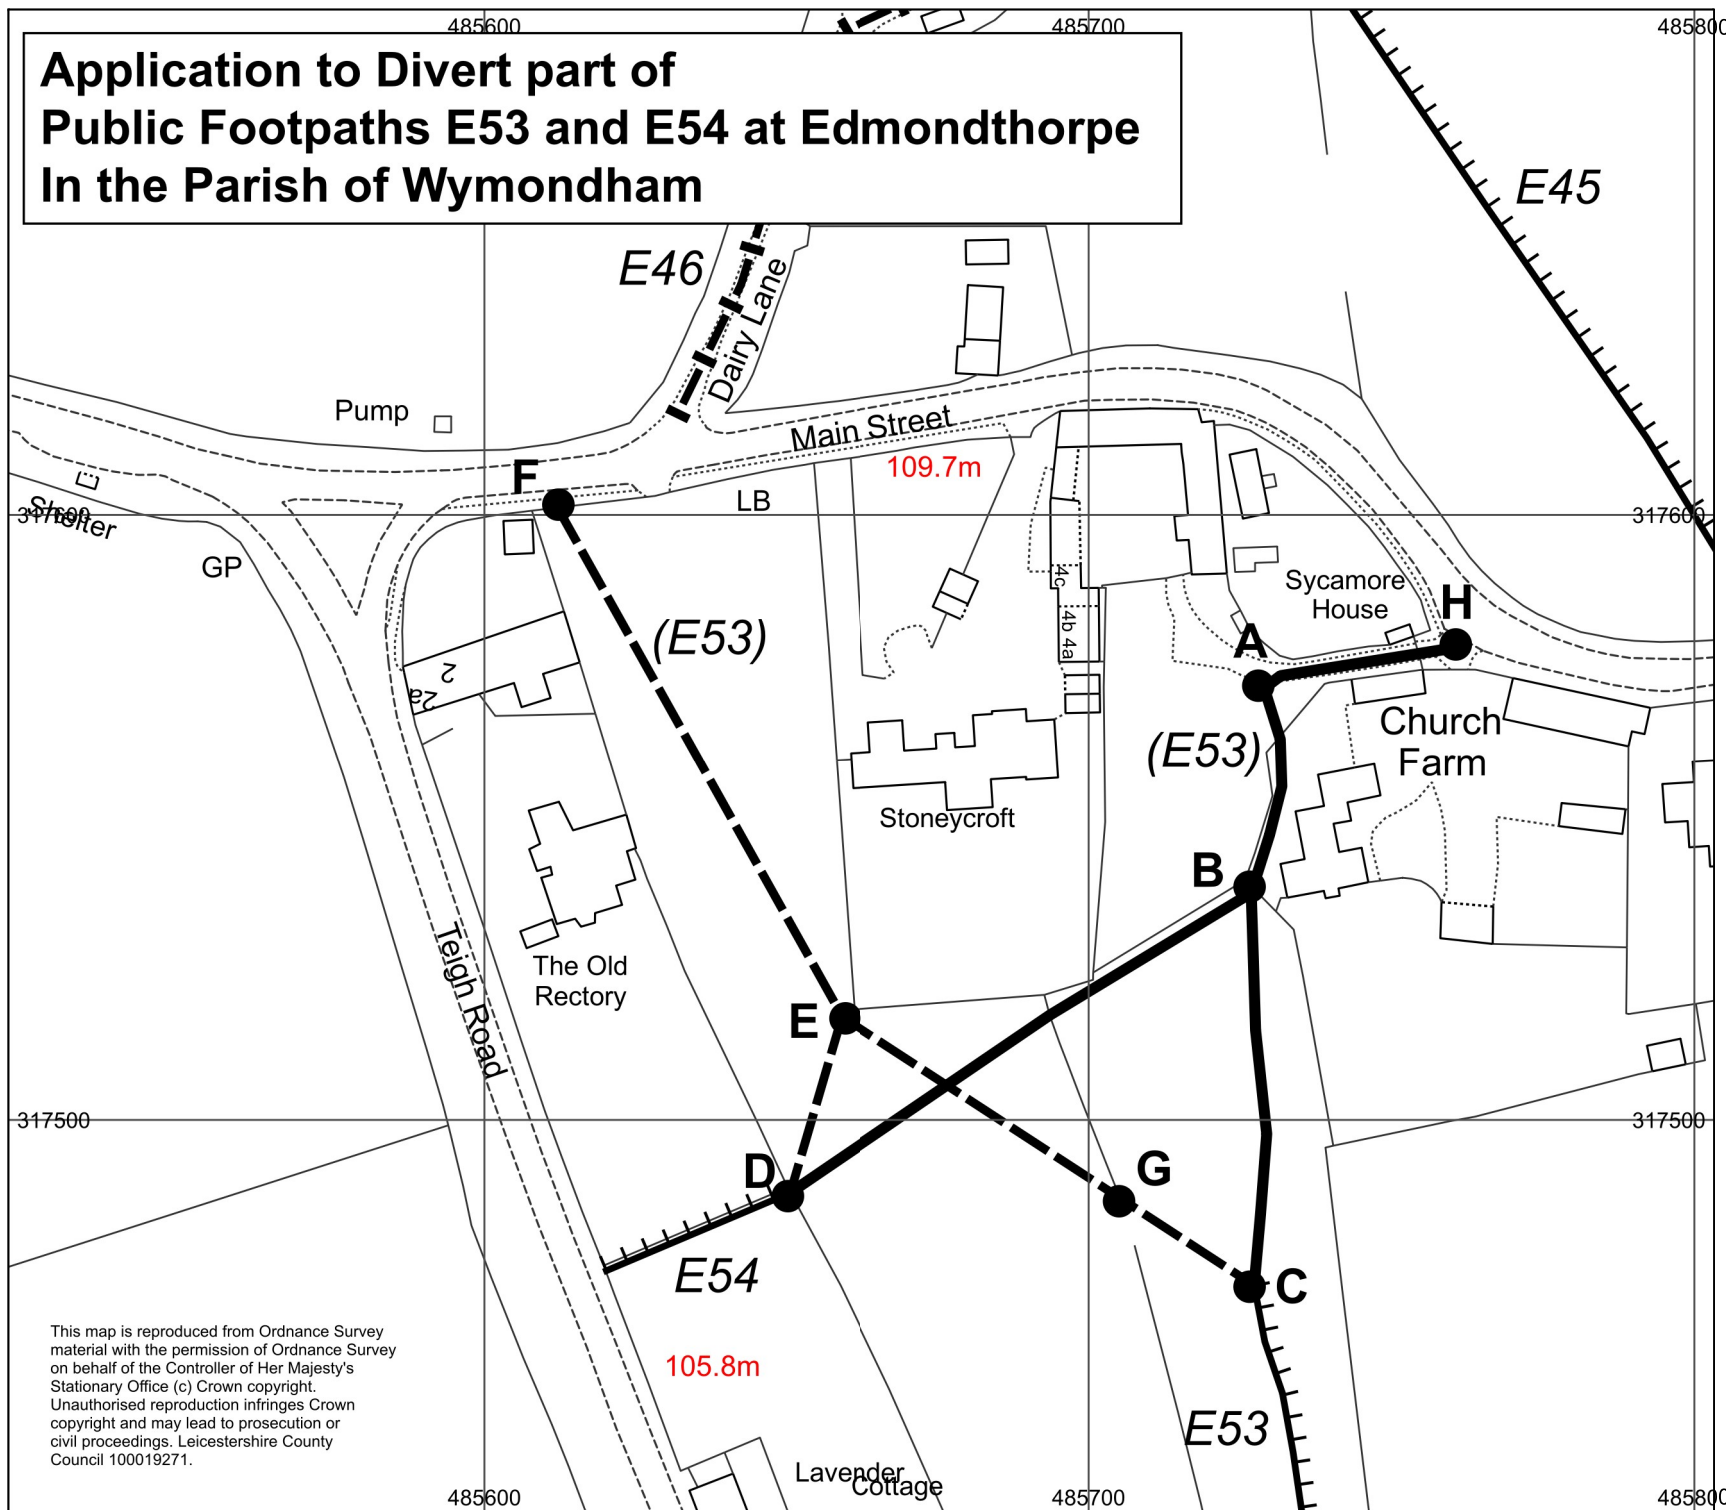 485600
485700
485800
Application to Divert part of
Public Footpaths E53 and E54 at Edmondthorpe
In the Parish of Wymondham
E45
E46
Dairy Lane
Pump
Main Street
109.7m
F
LB
Shelter
317600
317600
GP
4c
4b 4a
Sycamore
House
H
(E53)
A
2
2a
(E53)
Church
Farm
Stoneycroft
B
Teigh Road
The Old
Rectory
E
317500
317500
D
G
E54
C
This map is reproduced from Ordnance Survey
material with the permission of Ordnance Survey
on behalf of the Controller of Her Majesty's
Stationary Office (c) Crown copyright.
Unauthorised reproduction infringes Crown
copyright and may lead to prosecution or
civil proceedings. Leicestershire County
Council 100019271.
105.8m
E53
Lavender
Cottage
485600
485700
485800